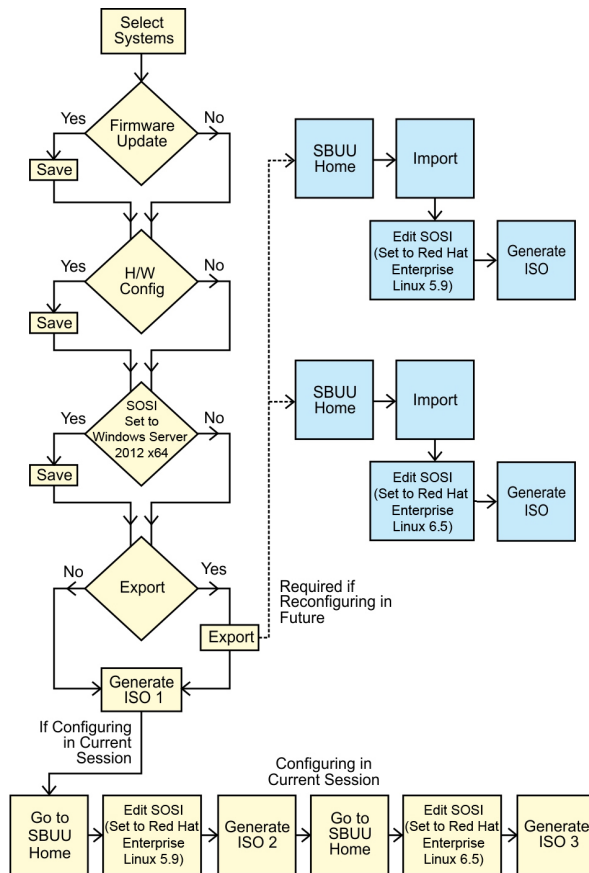 Select
Systems
Firmware
Update
Yes
No
Save
H/W
Config
Yes
No
Save
SOSI
Set to
Windows Server
2012 x64
Yes
No
Save
Export
No
Yes
Export
Required if
Reconfiguring in
Future
Generate
ISO 1
If Configuring
in Current
Session
SBUU
Home
Import
Edit SOSI
(Set to Red Hat
Enterprise
Linux 5.9)
Generate
ISO
SBUU
Home
Import
Edit SOSI
(Set to Red Hat
Enterprise
Linux 6.5)
Generate
ISO
Configuring in
Current Session
Go to
SBUU
Home
Edit SOSI
(Set to Red Hat
Enterprise
Linux 5.9)
Generate
ISO 2
Go to
SBUU
Home
Edit SOSI
(Set to Red Hat
Enterprise
Linux 6.5)
Generate
ISO 3